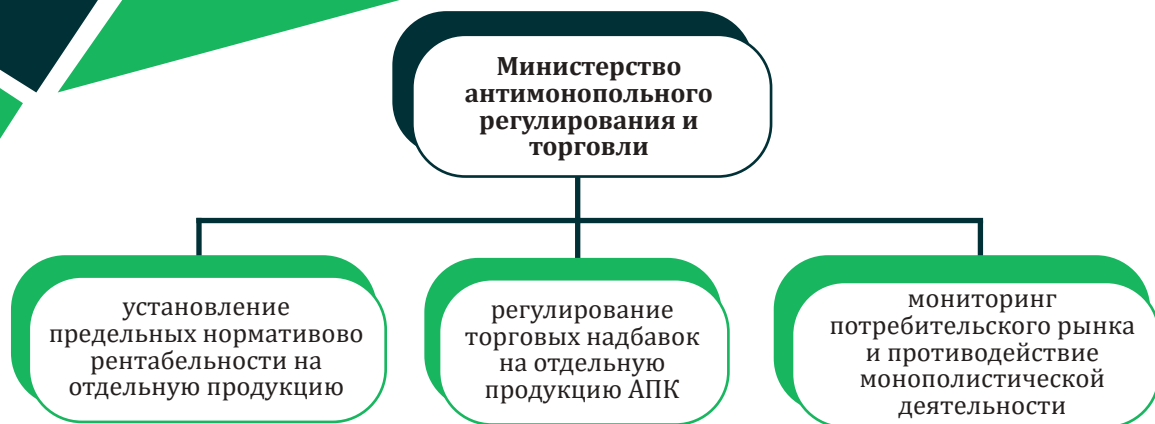 Министерство
антимонопольного
регулирования и
торговли
установление
предельных нормативово
рентабельности на
отдельную продукцию
регулирование
торговых надбавок
на отдельную
продукцию АПК
мониторинг
потребительского рынка
и противодействие
монополистической
деятельности